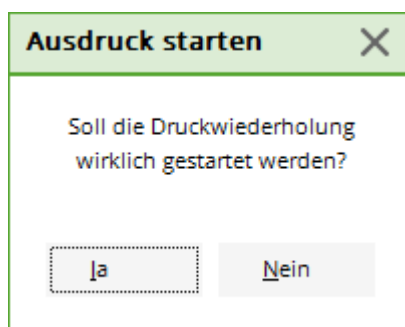 Ausdruck starten
Soll die Druckwiederholung
wirklich gestartet werden?
Ja
Nein